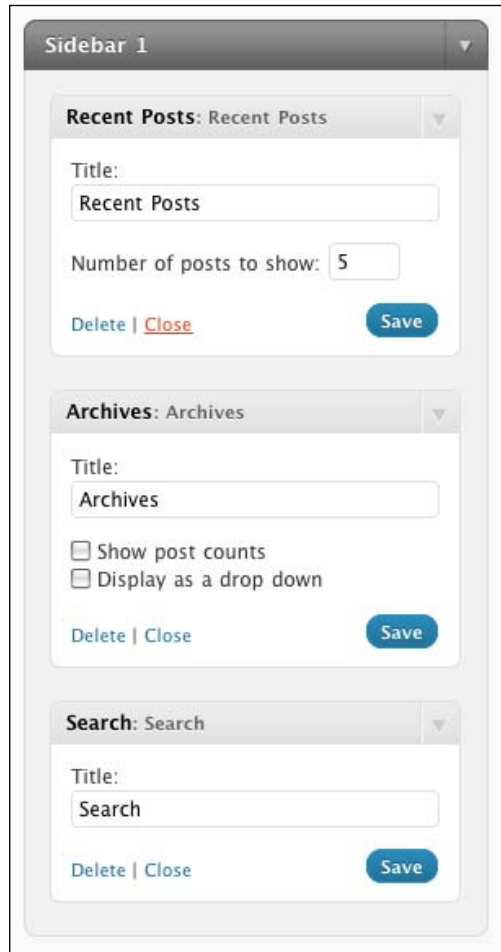 Sidebar 1
Recent Posts: Recent Posts
Title:
Recent Posts
Number of posts to show: 5
Delete | Close Save
Archives: Archives
Title:
Archives
Show post counts
Display as a drop down
Delete | Close Save
Search: Search
Title:
Search
Delete | Close Save